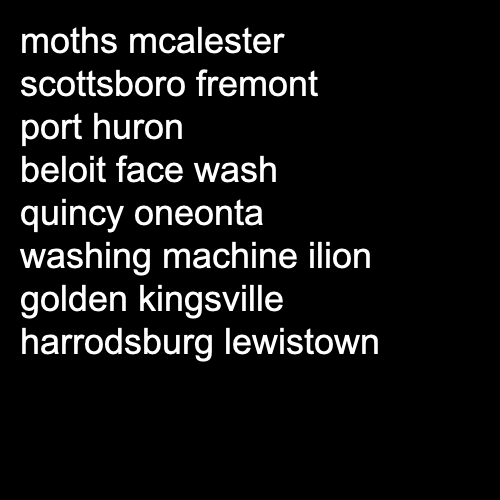 moths mcalester
scottsboro fremont
port huron
beloit face wash
quincy oneonta
washing machine ilion
golden kingsville
harrodsburg lewistown